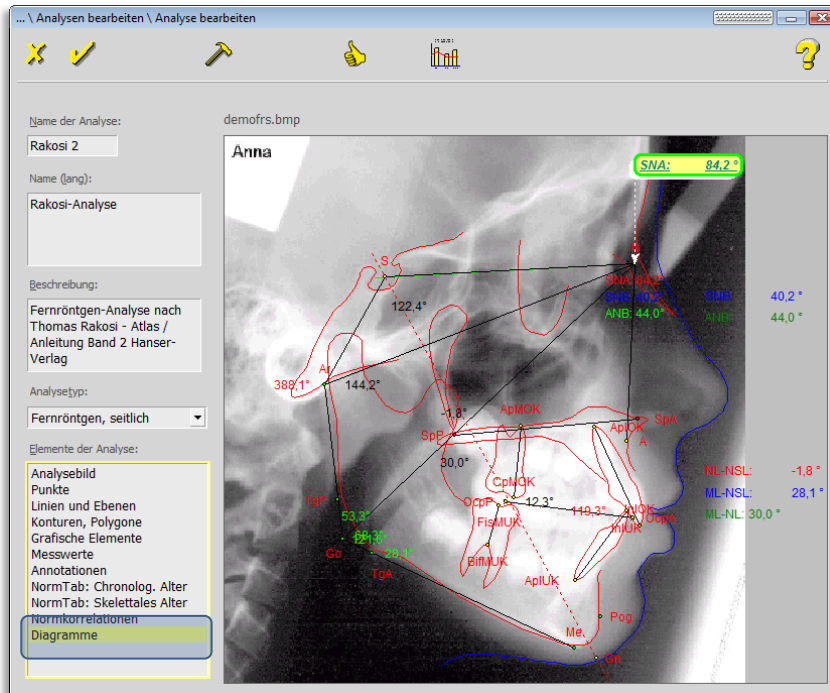 ... \ Analysen bearbeiten \ Analyse bearbeiten
Name der Analyse:
Rakosi 2
Name (lang):
Rakosi-Analyse
Beschreibung:
Fernröntgen-Analyse nach
Thomas Rakosi - Atlas /
Anleitung Band 2 Hanser-
Verlag
Analysetyp:
Fernröntgen, seitlich
Elemente der Analyse:
Analysebild
Punkte
Linien und Ebenen
Konturen, Polygone
Grafische Elemente
Messwerte
Annotationen
NormTab: Chronolog. Alter
NormTab: Skelettales Alter
Normkorrelationen
Diagramme
demofrs.bmp
Anna
SNA: 84,2 °
S
N
SNA: 84,2 °
SNB: 40,2 °
SNB: 40,2 °
ANB: 44,0 °
ANB: 44,0 °
122,4°
Ar
388,1°
144,2°
-1,8°
ApMOK
SpA
SpP
ApIOK
A
30,0°
NL-NSL: -1,8 °
CpMOK
ML-NSL: 28,1 °
TgP
OcpP
12,3°
ML-NL: 30,0 °
53,3°
FisMUK
InIUK
Go
28,1°
BifMUK
TgA
ApIUK
Pog
Me
Gn